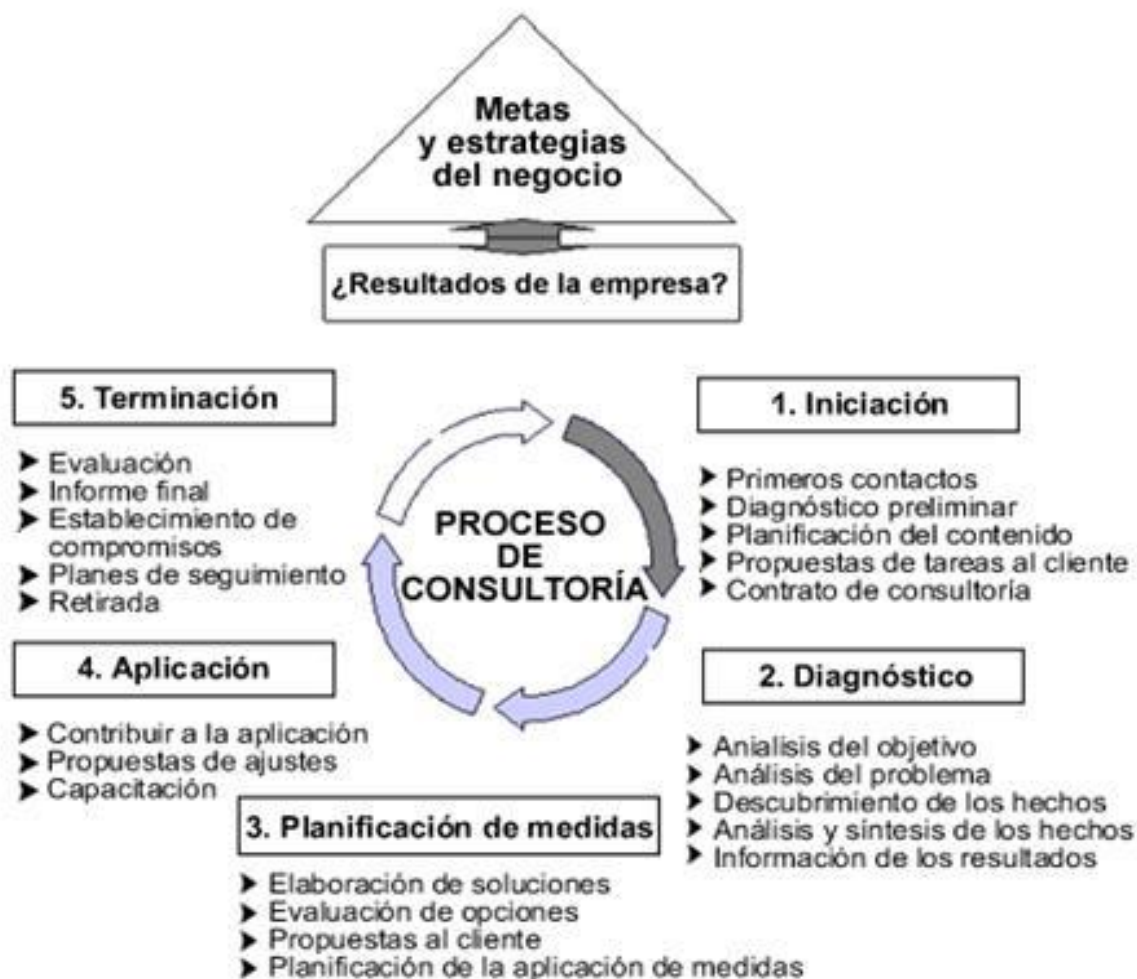 Metas
y estrategias
del negocio
¿Resultados de la empresa?
5. Terminación
➤ Evaluación
➤ Informe final
➤ Establecimiento de
compromisos
➤ Planes de seguimiento
➤ Retirada
1. Iniciación
➤ Primeros contactos
➤ Diagnóstico preliminar
➤ Planificación del contenido
➤ Propuestas de tareas al cliente
➤ Contrato de consultoría
PROCESO
DE
CONSULTORÍA
4. Aplicación
➤ Contribuir a la aplicación
➤ Propuestas de ajustes
➤ Capacitación
2. Diagnóstico
➤ Anialisis del objetivo
➤ Análisis del problema
➤ Descubrimiento de los hechos
➤ Análisis y síntesis de los hechos
➤ Información de los resultados
3. Planificación de medidas
➤ Elaboración de soluciones
➤ Evaluación de opciones
➤ Propuestas al cliente
➤ Planificación de la aplicación de medidas